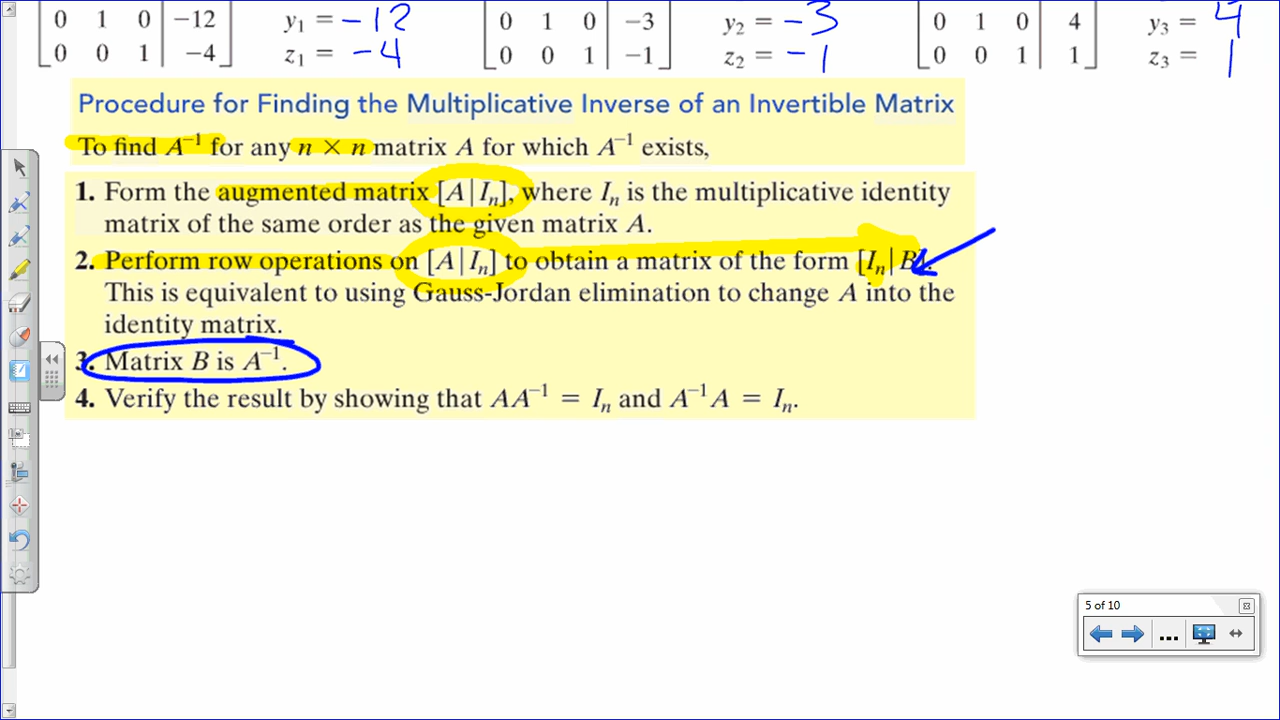 0 1 0 | −12 y₁ = −12 0 1 0 | −3 y₂ = −3 0 1 0 | 4 y₃ = 4
0 0 1 | −4 z₁ = −4 0 0 1 | −1 z₂ = −1 0 0 1 | 1 z₃ = 1
Procedure for Finding the Multiplicative Inverse of an Invertible Matrix
To find A⁻¹ for any n × n matrix A for which A⁻¹ exists,
1. Form the augmented matrix [A|Iₙ], where Iₙ is the multiplicative identity
matrix of the same order as the given matrix A.
2. Perform row operations on [A|Iₙ] to obtain a matrix of the form [Iₙ|B].
This is equivalent to using Gauss-Jordan elimination to change A into the
identity matrix.
3. Matrix B is A⁻¹.
4. Verify the result by showing that AA⁻¹ = Iₙ and A⁻¹A = Iₙ.
5 of 10